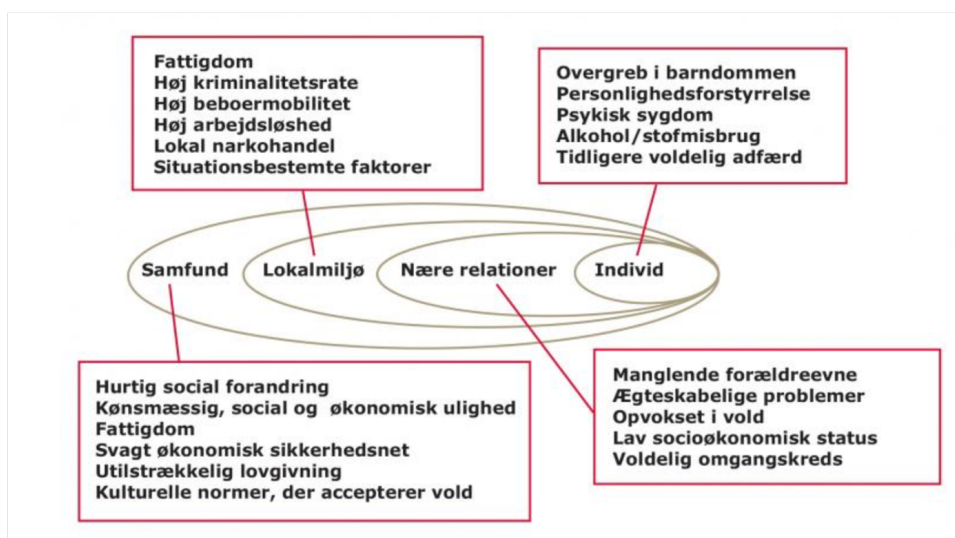 Fattigdom
Høj kriminalitetsrate
Høj beboermobilitet
Høj arbejdsløshed
Lokal narkohandel
Situationsbestemte faktorer
Overgreb i barndommen
Personlighedsforstyrrelse
Psykisk sygdom
Alkohol/stofmisbrug
Tidligere voldelig adfærd
Samfund
Lokalmiljø
Nære relationer
Individ
Hurtig social forandring
Kønsmæssig, social og økonomisk ulighed
Fattigdom
Svagt økonomisk sikkerhedsnet
Utilstrækkelig lovgivning
Kulturelle normer, der accepterer vold
Manglende forældreevne
Ægteskabelige problemer
Opvokset i vold
Lav socioøkonomisk status
Voldelig omgangskreds